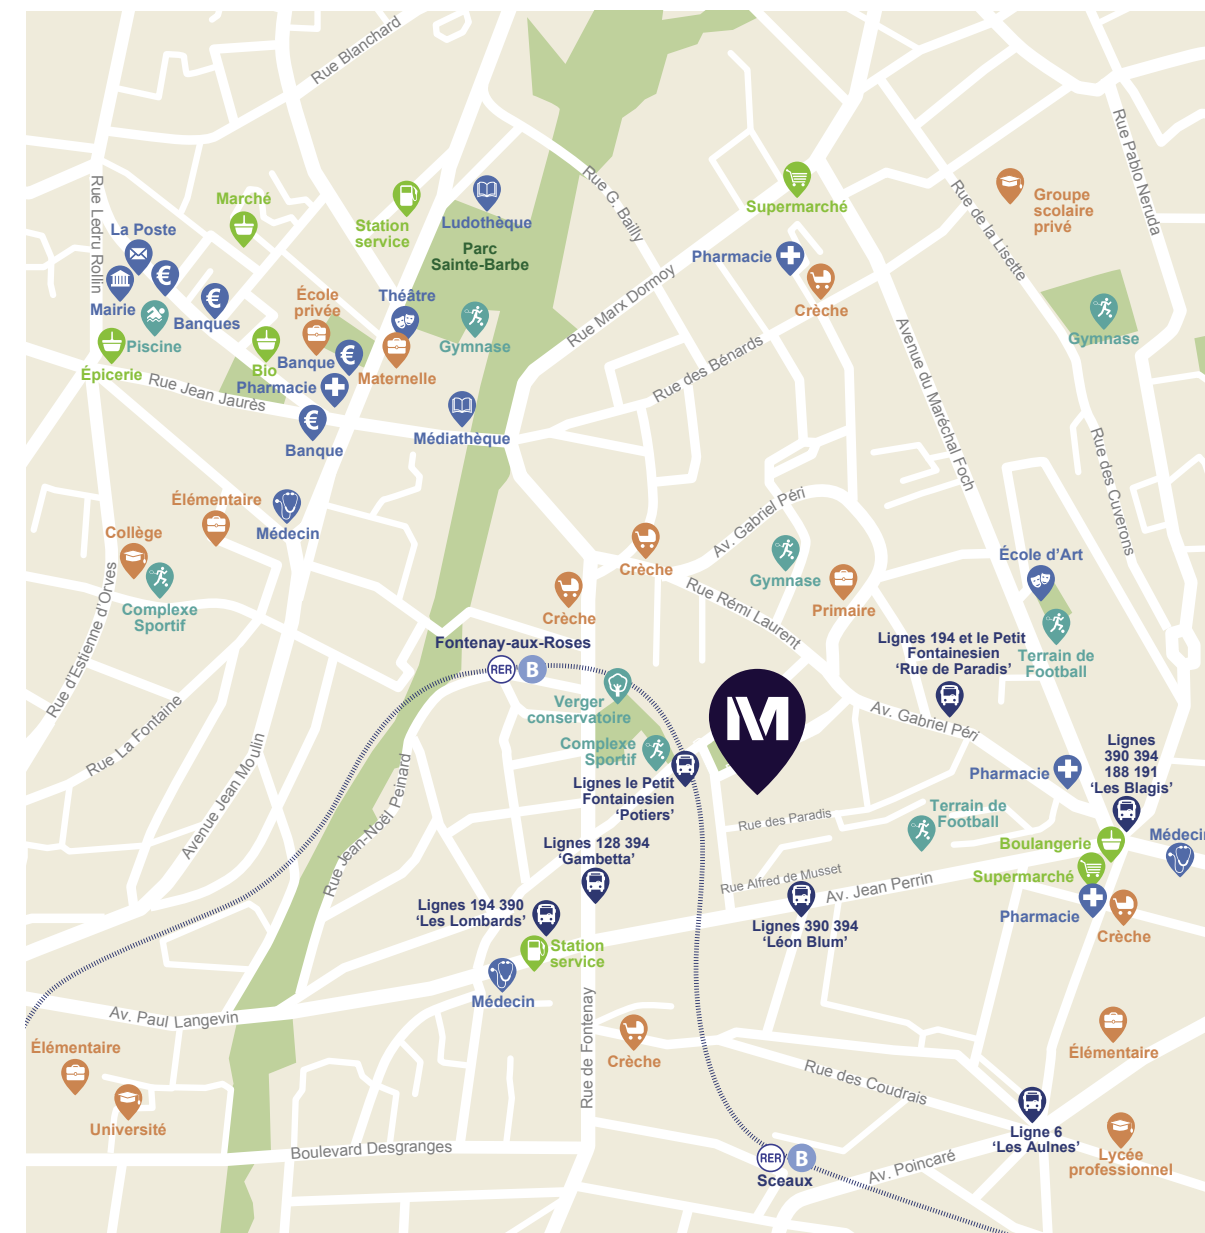 Rue Blanchard
Rue Pablo Neruda
Rue G. Bailly
Rue Ledru Rollin
Rue de la Lisette
Groupe
scolaire
privé
Supermarché
Marché
Station
service
Ludothèque
Parc
Sainte-Barbe
La Poste
€
€
Mairie
Banques
Piscine
Épicerie
École
privée
Théâtre
Bio
Banque
€
Pharmacie
Maternelle
Gymnase
Rue Jean Jaurès
€
Banque
Médiathèque
Pharmacie
Crèche
Rue Marx Dormoy
Rue des Bénards
Avenue du Maréchal Foch
Gymnase
Rue des Cuverons
Élémentaire
Médecin
Collège
Complexe
Sportif
Rue d'Estienne d'Orves
Av. Gabriel Péri
Crèche
Crèche
Gymnase
Primaire
Rue Rémi Laurent
École d'Art
Terrain de
Football
Lignes 194 et le Petit
Fontainesien
'Rue de Paradis'
Fontenay-aux-Roses
RER B
Verger
conservatoire
Complexe
Sportif
Lignes le Petit
Fontainesien
'Potiers'
M
Av. Gabriel Péri
Lignes
390 394
188 191
'Les Blagis'
Pharmacie
Rue La Fontaine
Avenue Jean Moulin
Rue Jean-Noël Peinard
Rue des Paradis
Terrain de
Football
Boulangerie
Médecin
Supermarché
Pharmacie
Crèche
Lignes 128 394
'Gambetta'
Rue Alfred de Musset
Av. Jean Perrin
Lignes 390 394
'Léon Blum'
Lignes 194 390
'Les Lombards'
Station
service
Médecin
Av. Paul Langevin
Rue de Fontenay
Élémentaire
Université
Crèche
Rue des Coudrais
Élémentaire
Ligne 6
'Les Aulnes'
Lycée
professionnel
Boulevard Desgranges
RER B
Sceaux
Av. Poincaré